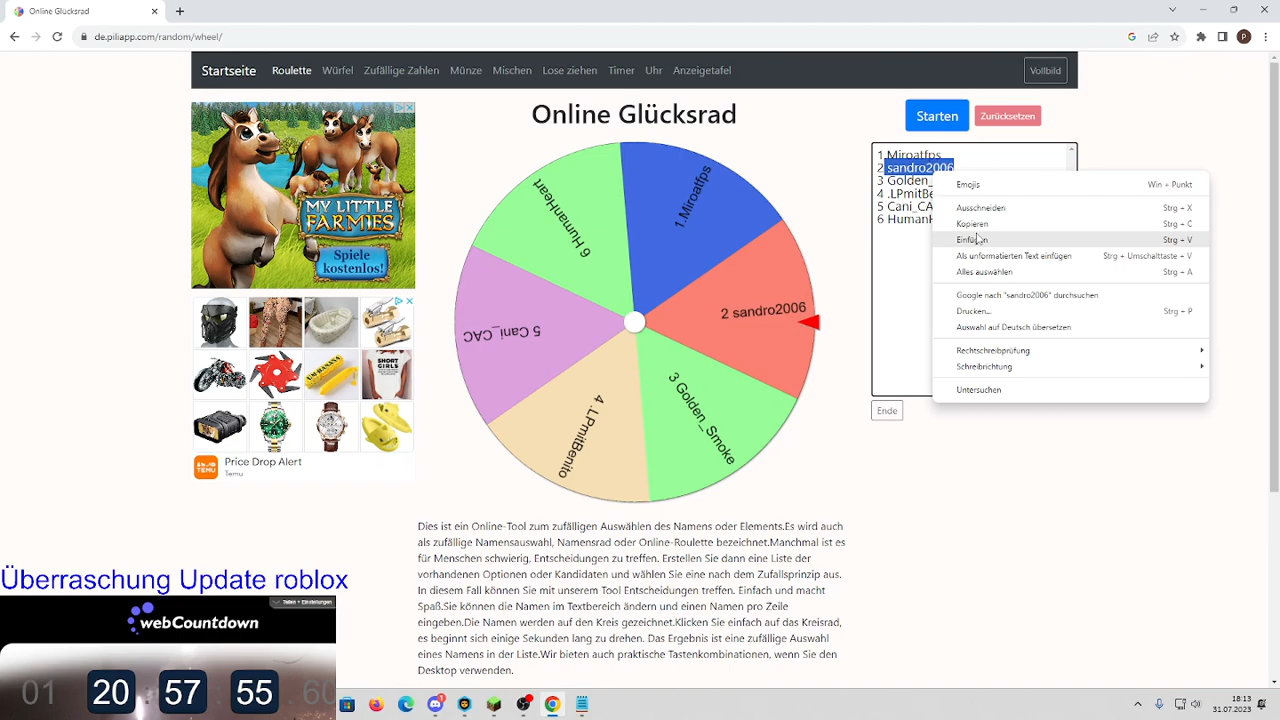 Online Glücksrad
de.piliapp.com/random/wheel/
P
Startseite Roulette Würfel Zufällige Zahlen Münze Mischen Lose ziehen Timer Uhr Anzeigetafel Vollbild
MY LITTLE
FARMIES
Spiele
kostenlos!
SHORT
GIRLS
Price Drop Alert
Temu
Online Glücksrad
1.Miroatfps
2 sandro2006
3 Golden_ Smoke
4 .LPmitBenito
5 Cani_CAC
6 HumanHeart
Starten Zurücksetzen
1.Miroatfps
2 sandro2006
3 Golden_
4 .LPmitBe
5 Cani_CA
6 HumanH
Ende
Emojis Win + Punkt
Ausschneiden Strg + X
Kopieren Strg + C
Einfügen Strg + V
Als unformatierten Text einfügen Strg + Umschalttaste + V
Alles auswählen Strg + A
Google nach "sandro2006" durchsuchen
Drucken... Strg + P
Auswahl auf Deutsch übersetzen
Rechtschreibprüfung
Schreibrichtung
Untersuchen
Dies ist ein Online-Tool zum zufälligen Auswählen des Namens oder Elements.Es wird auch
als zufällige Namensauswahl, Namensrad oder Online-Roulette bezeichnet.Manchmal ist es
für Menschen schwierig, Entscheidungen zu treffen. Erstellen Sie dann eine Liste der
vorhandenen Optionen oder Kandidaten und wählen Sie eine nach dem Zufallsprinzip aus.
In diesem Fall können Sie mit unserem Tool Entscheidungen treffen. Einfach und macht
Spaß.Sie können die Namen im Textbereich ändern und einen Namen pro Zeile
eingeben.Die Namen werden auf den Kreis gezeichnet.Klicken Sie einfach auf das Kreisrad,
es beginnt sich einige Sekunden lang zu drehen. Das Ergebnis ist eine zufällige Auswahl
eines Namens in der Liste.Wir bieten auch praktische Tastenkombinationen, wenn Sie den
Desktop verwenden.
Überraschung Update roblox
Teilen + Einstellungen
webCountdown
01 20 : 57 : 55 60
18:13
31.07.2023